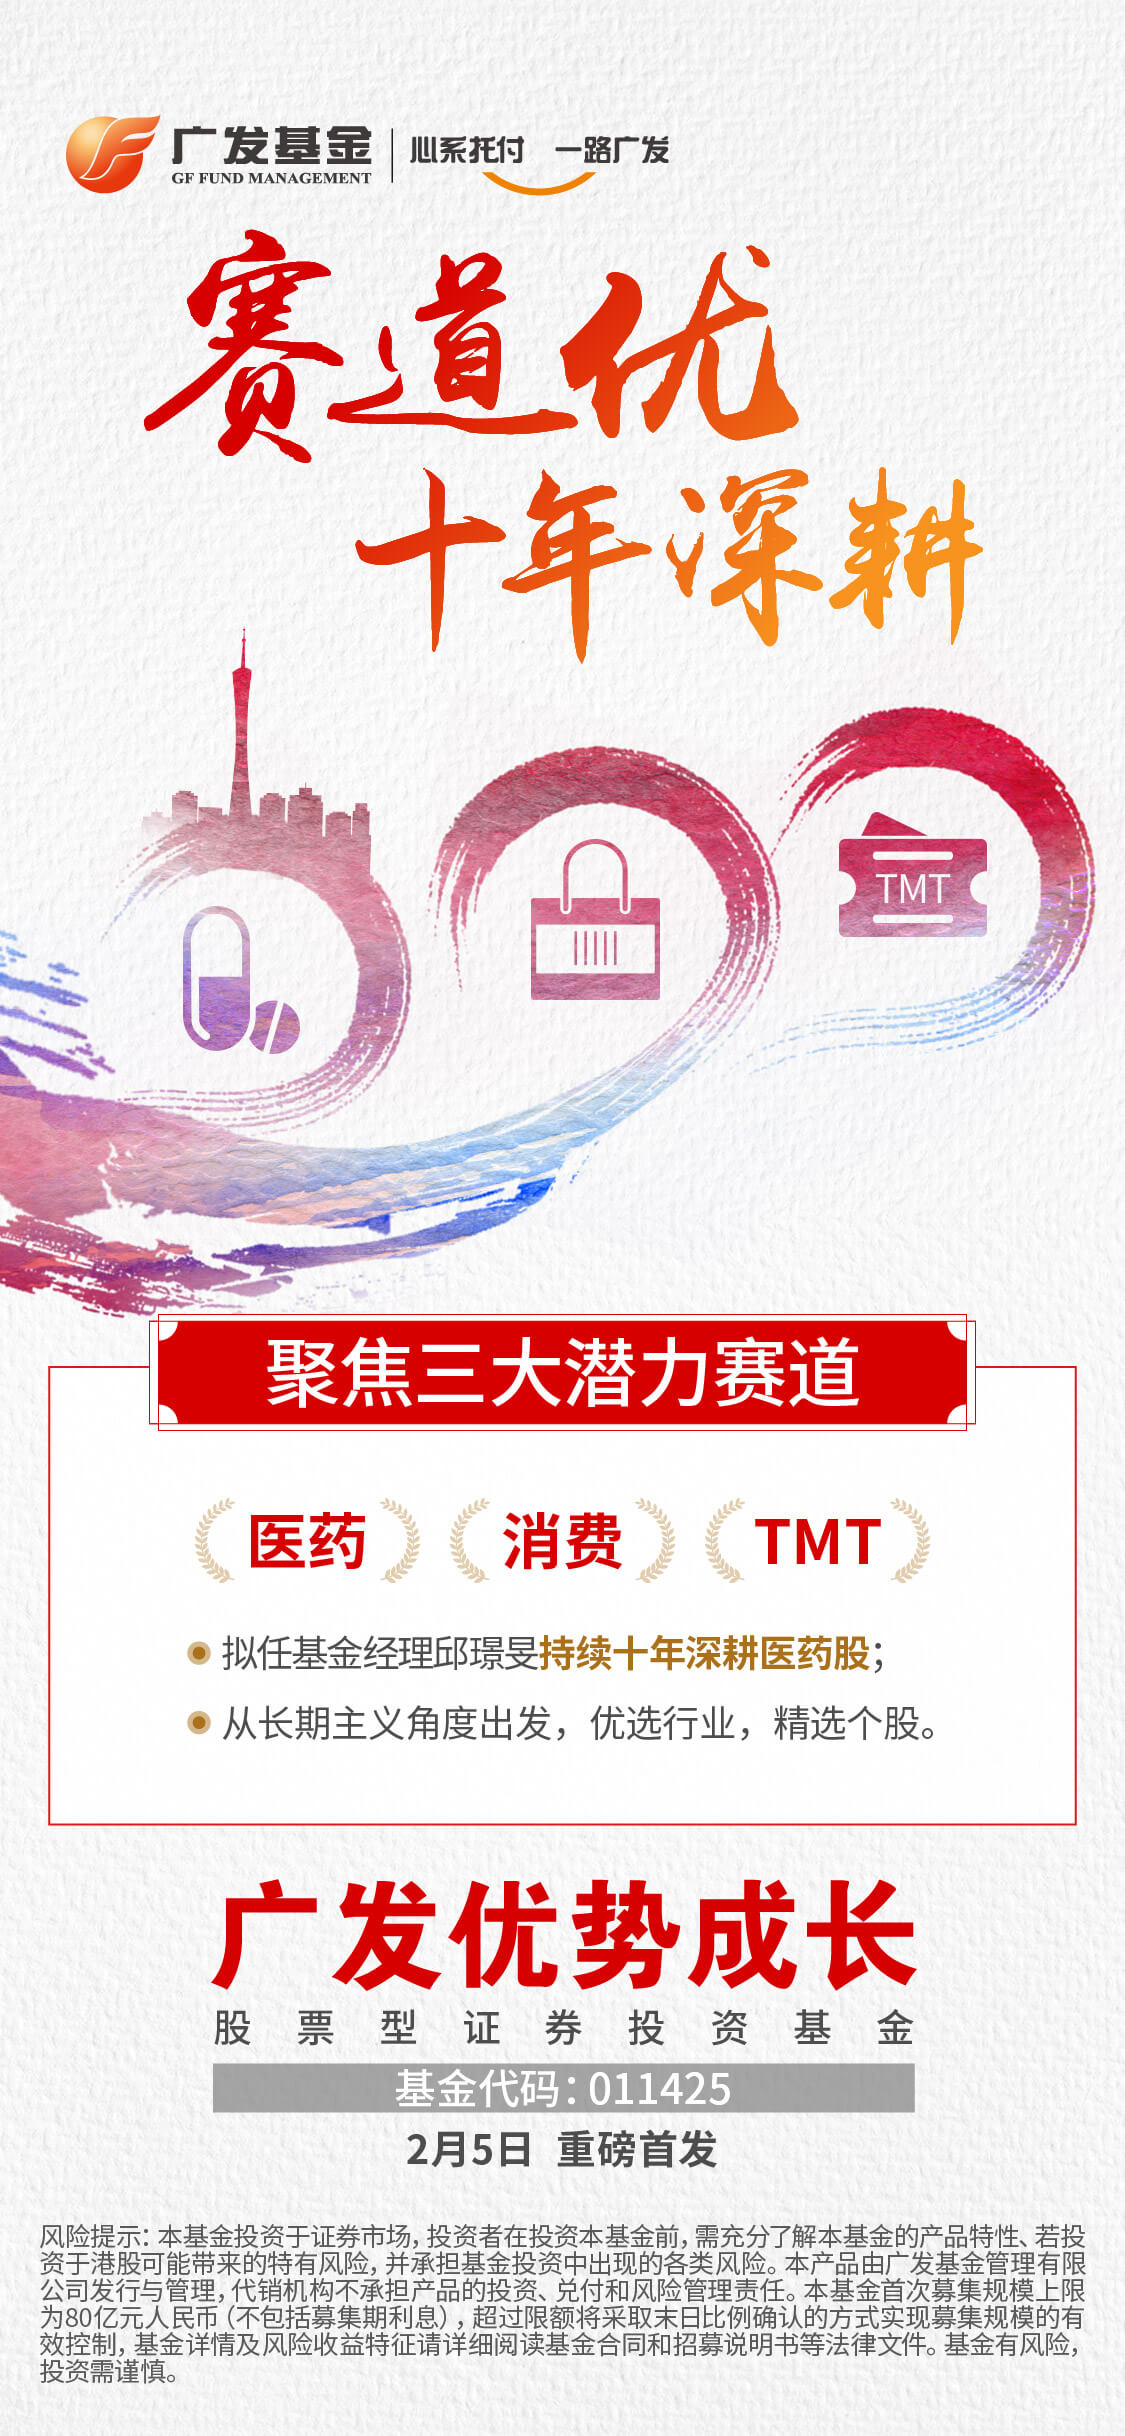 广发基金
GF FUND MANAGEMENT
心系托付 一路广发
赛道优
十年深耕
TMT
聚焦三大潜力赛道
医药 消费 TMT
拟任基金经理邱璟旻持续十年深耕医药股；
从长期主义角度出发，优选行业，精选个股。
广发优势成长
股票型证券投资基金
基金代码：011425
2月5日 重磅首发
风险提示：本基金投资于证券市场，投资者在投资本基金前，需充分了解本基金的产品特性、若投
资于港股可能带来的特有风险，并承担基金投资中出现的各类风险。本产品由广发基金管理有限
公司发行与管理，代销机构不承担产品的投资、兑付和风险管理责任。本基金首次募集规模上限
为80亿元人民币（不包括募集期利息），超过限额将采取末日比例确认的方式实现募集规模的有
效控制，基金详情及风险收益特征请详细阅读基金合同和招募说明书等法律文件。基金有风险，
投资需谨慎。